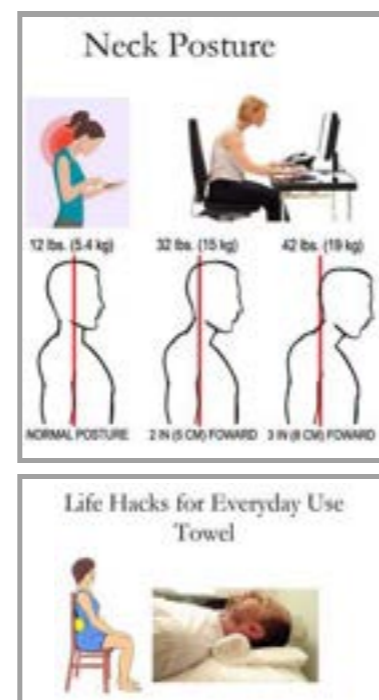 Neck Posture
12 lbs. (5.4 kg) 32 lbs. (15 kg) 42 lbs. (19 kg)
NORMAL POSTURE 2 IN (5 CM) FOWARD 3 IN (8 CM) FOWARD
Life Hacks for Everyday Use
Towel